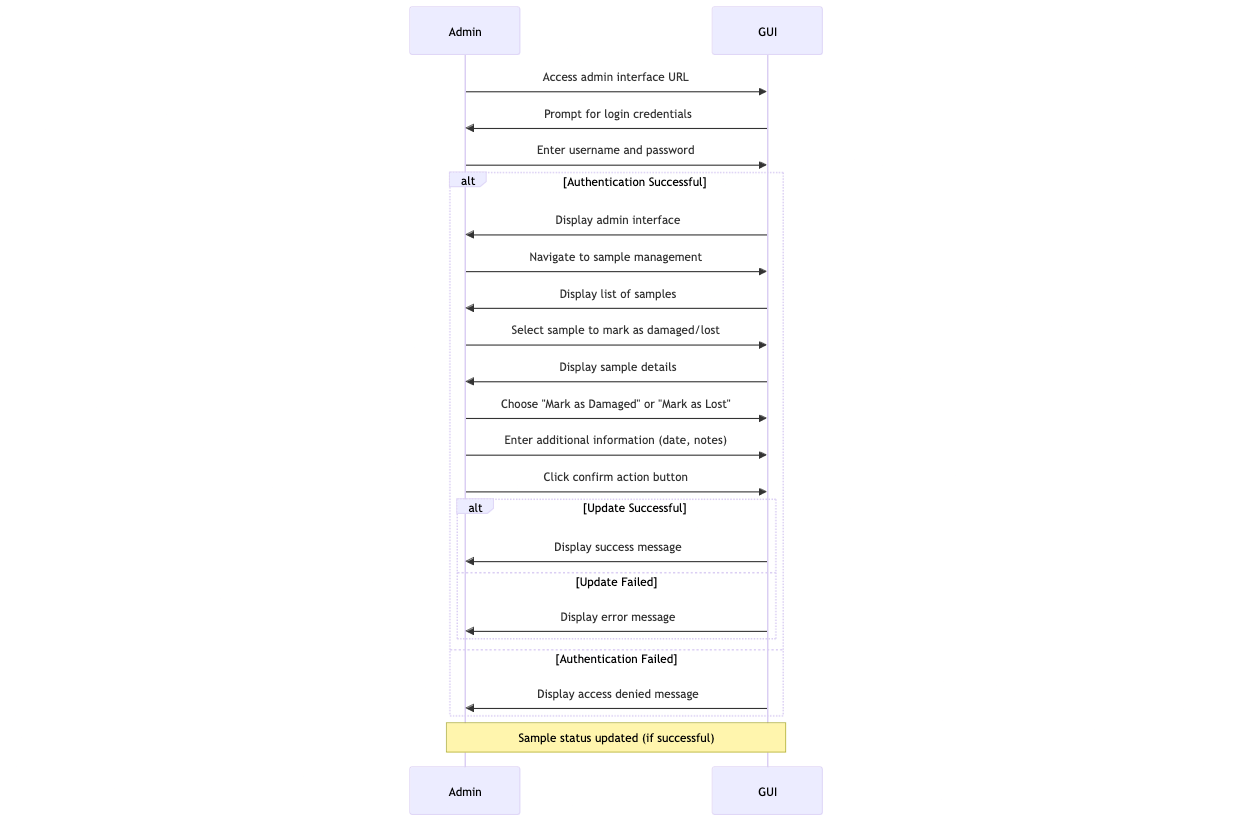 Admin
GUI
Access admin interface URL
Prompt for login credentials
Enter username and password
alt
[Authentication Successful]
Display admin interface
Navigate to sample management
Display list of samples
Select sample to mark as damaged/lost
Display sample details
Choose "Mark as Damaged" or "Mark as Lost"
Enter additional information (date, notes)
Click confirm action button
alt
[Update Successful]
Display success message
[Update Failed]
Display error message
[Authentication Failed]
Display access denied message
Sample status updated (if successful)
Admin
GUI